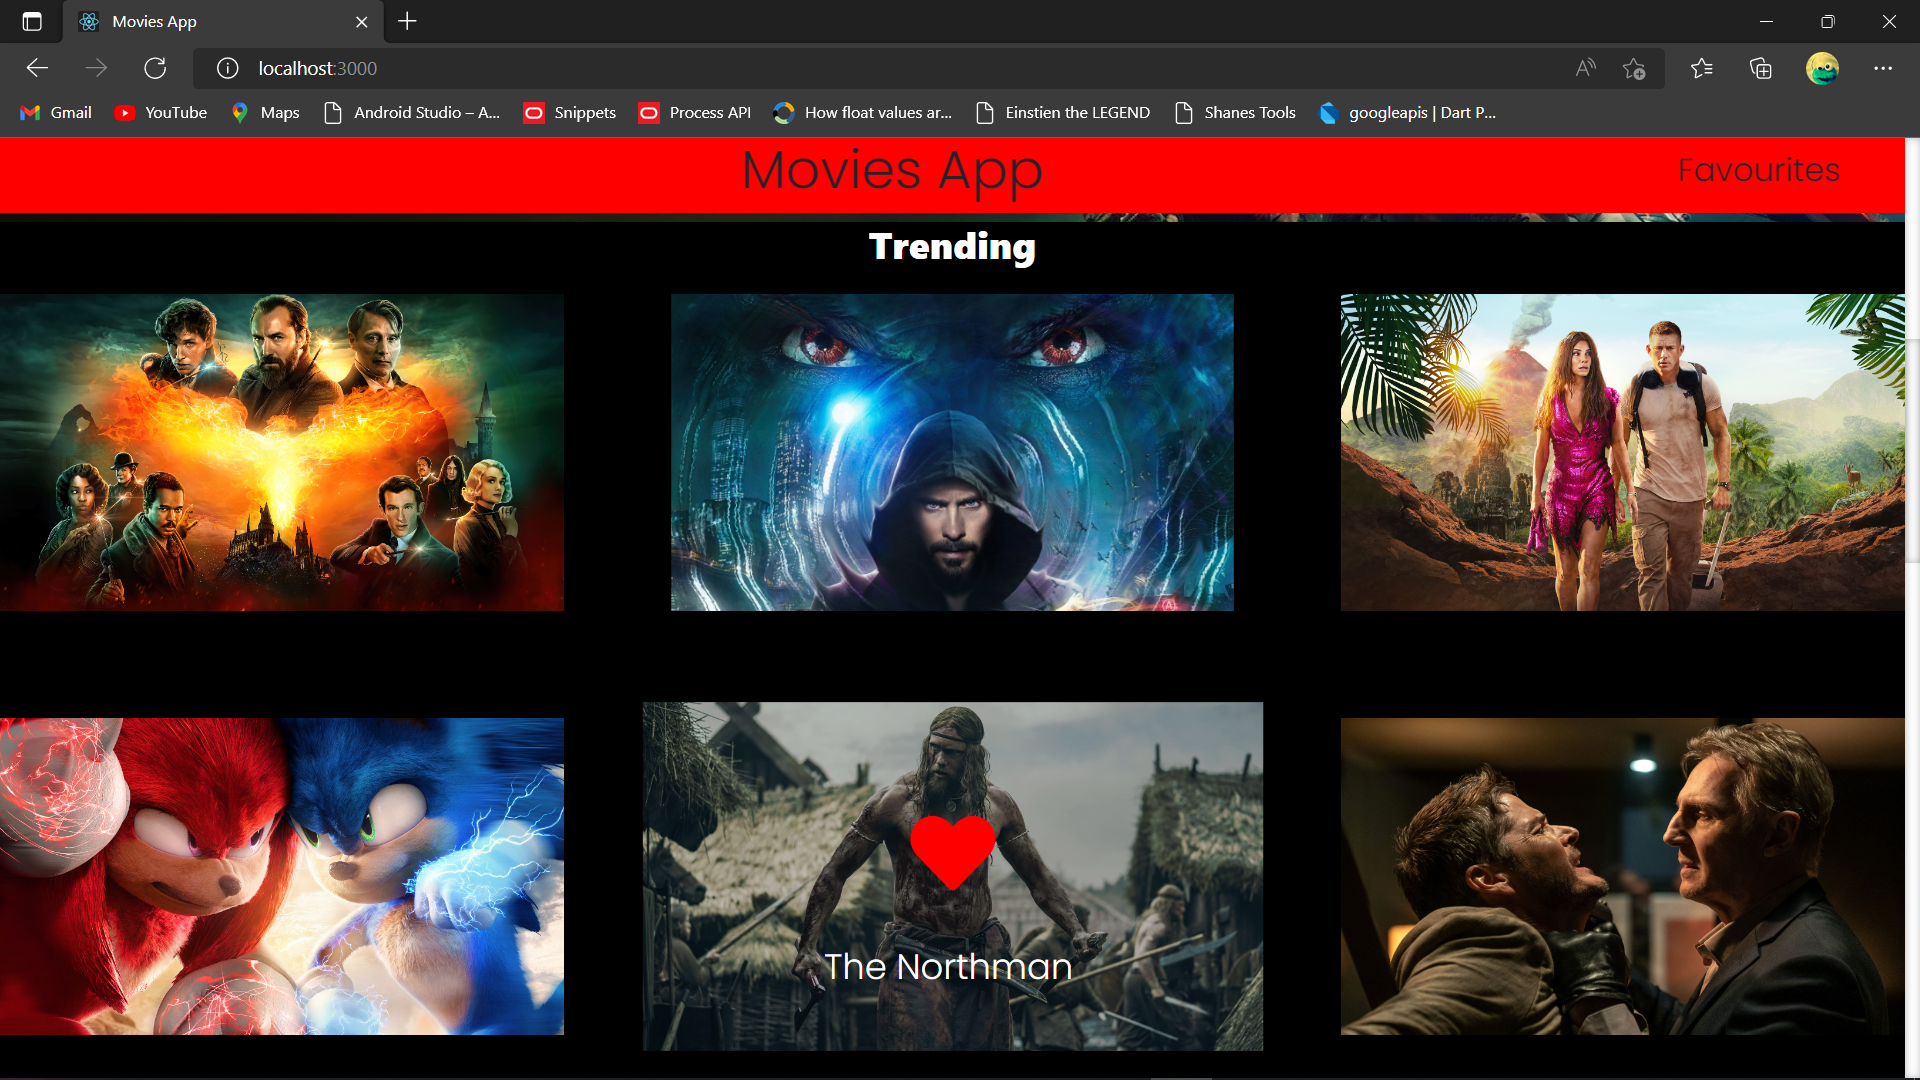 Movies App
localhost:3000
Gmail YouTube Maps Android Studio – A... Snippets Process API How float values ar... Einstien the LEGEND Shanes Tools googleapis | Dart P...
Movies App Favourites
Trending
The Northman